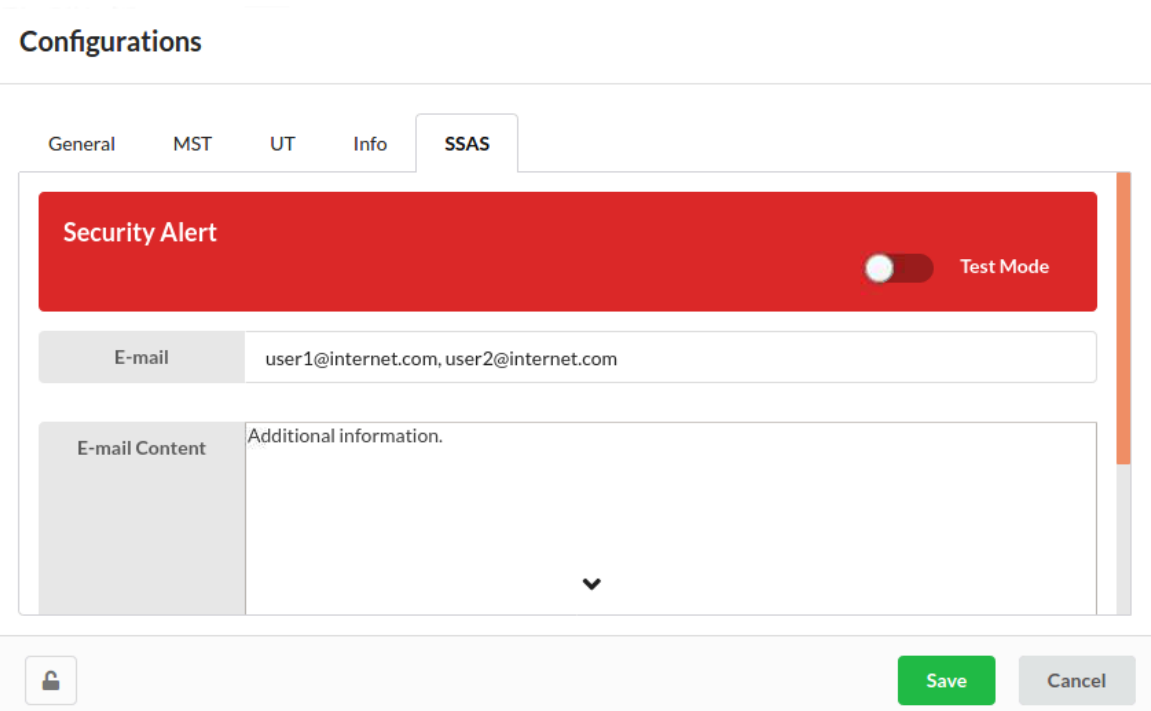 Configurations
General MST UT Info SSAS
Security Alert
Test Mode
E-mail user1@internet.com, user2@internet.com
E-mail Content Additional information.
Save Cancel